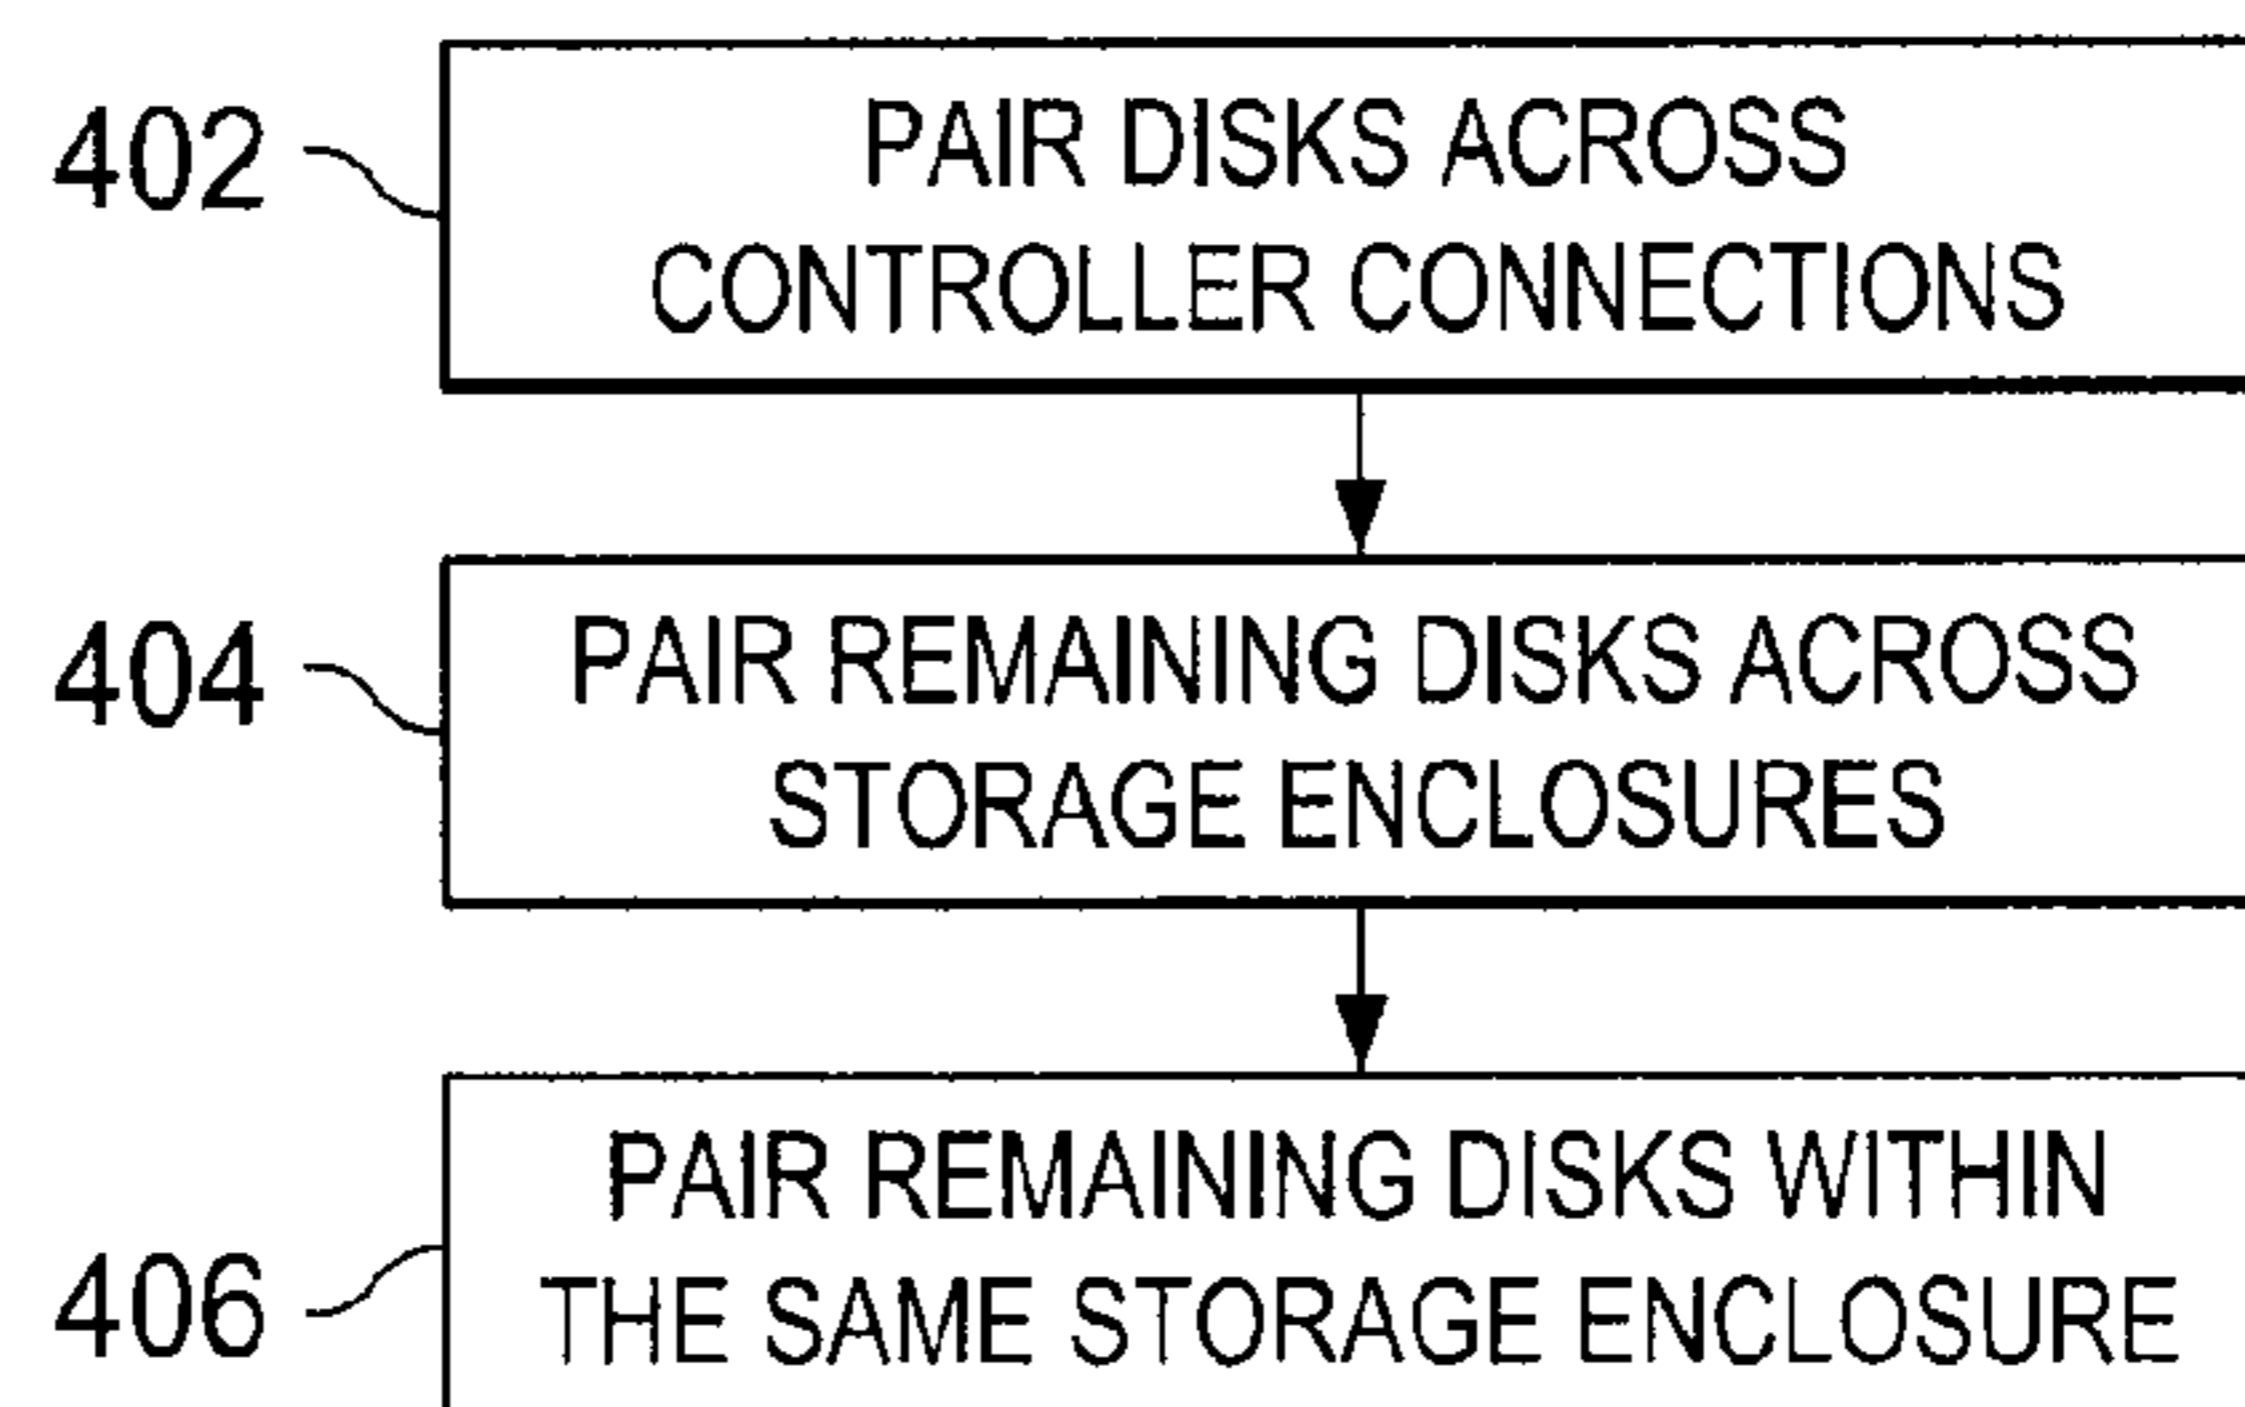 402
PAIR DISKS ACROSS
CONTROLLER CONNECTIONS
404
PAIR REMAINING DISKS ACROSS
STORAGE ENCLOSURES
406
PAIR REMAINING DISKS WITHIN
THE SAME STORAGE ENCLOSURE